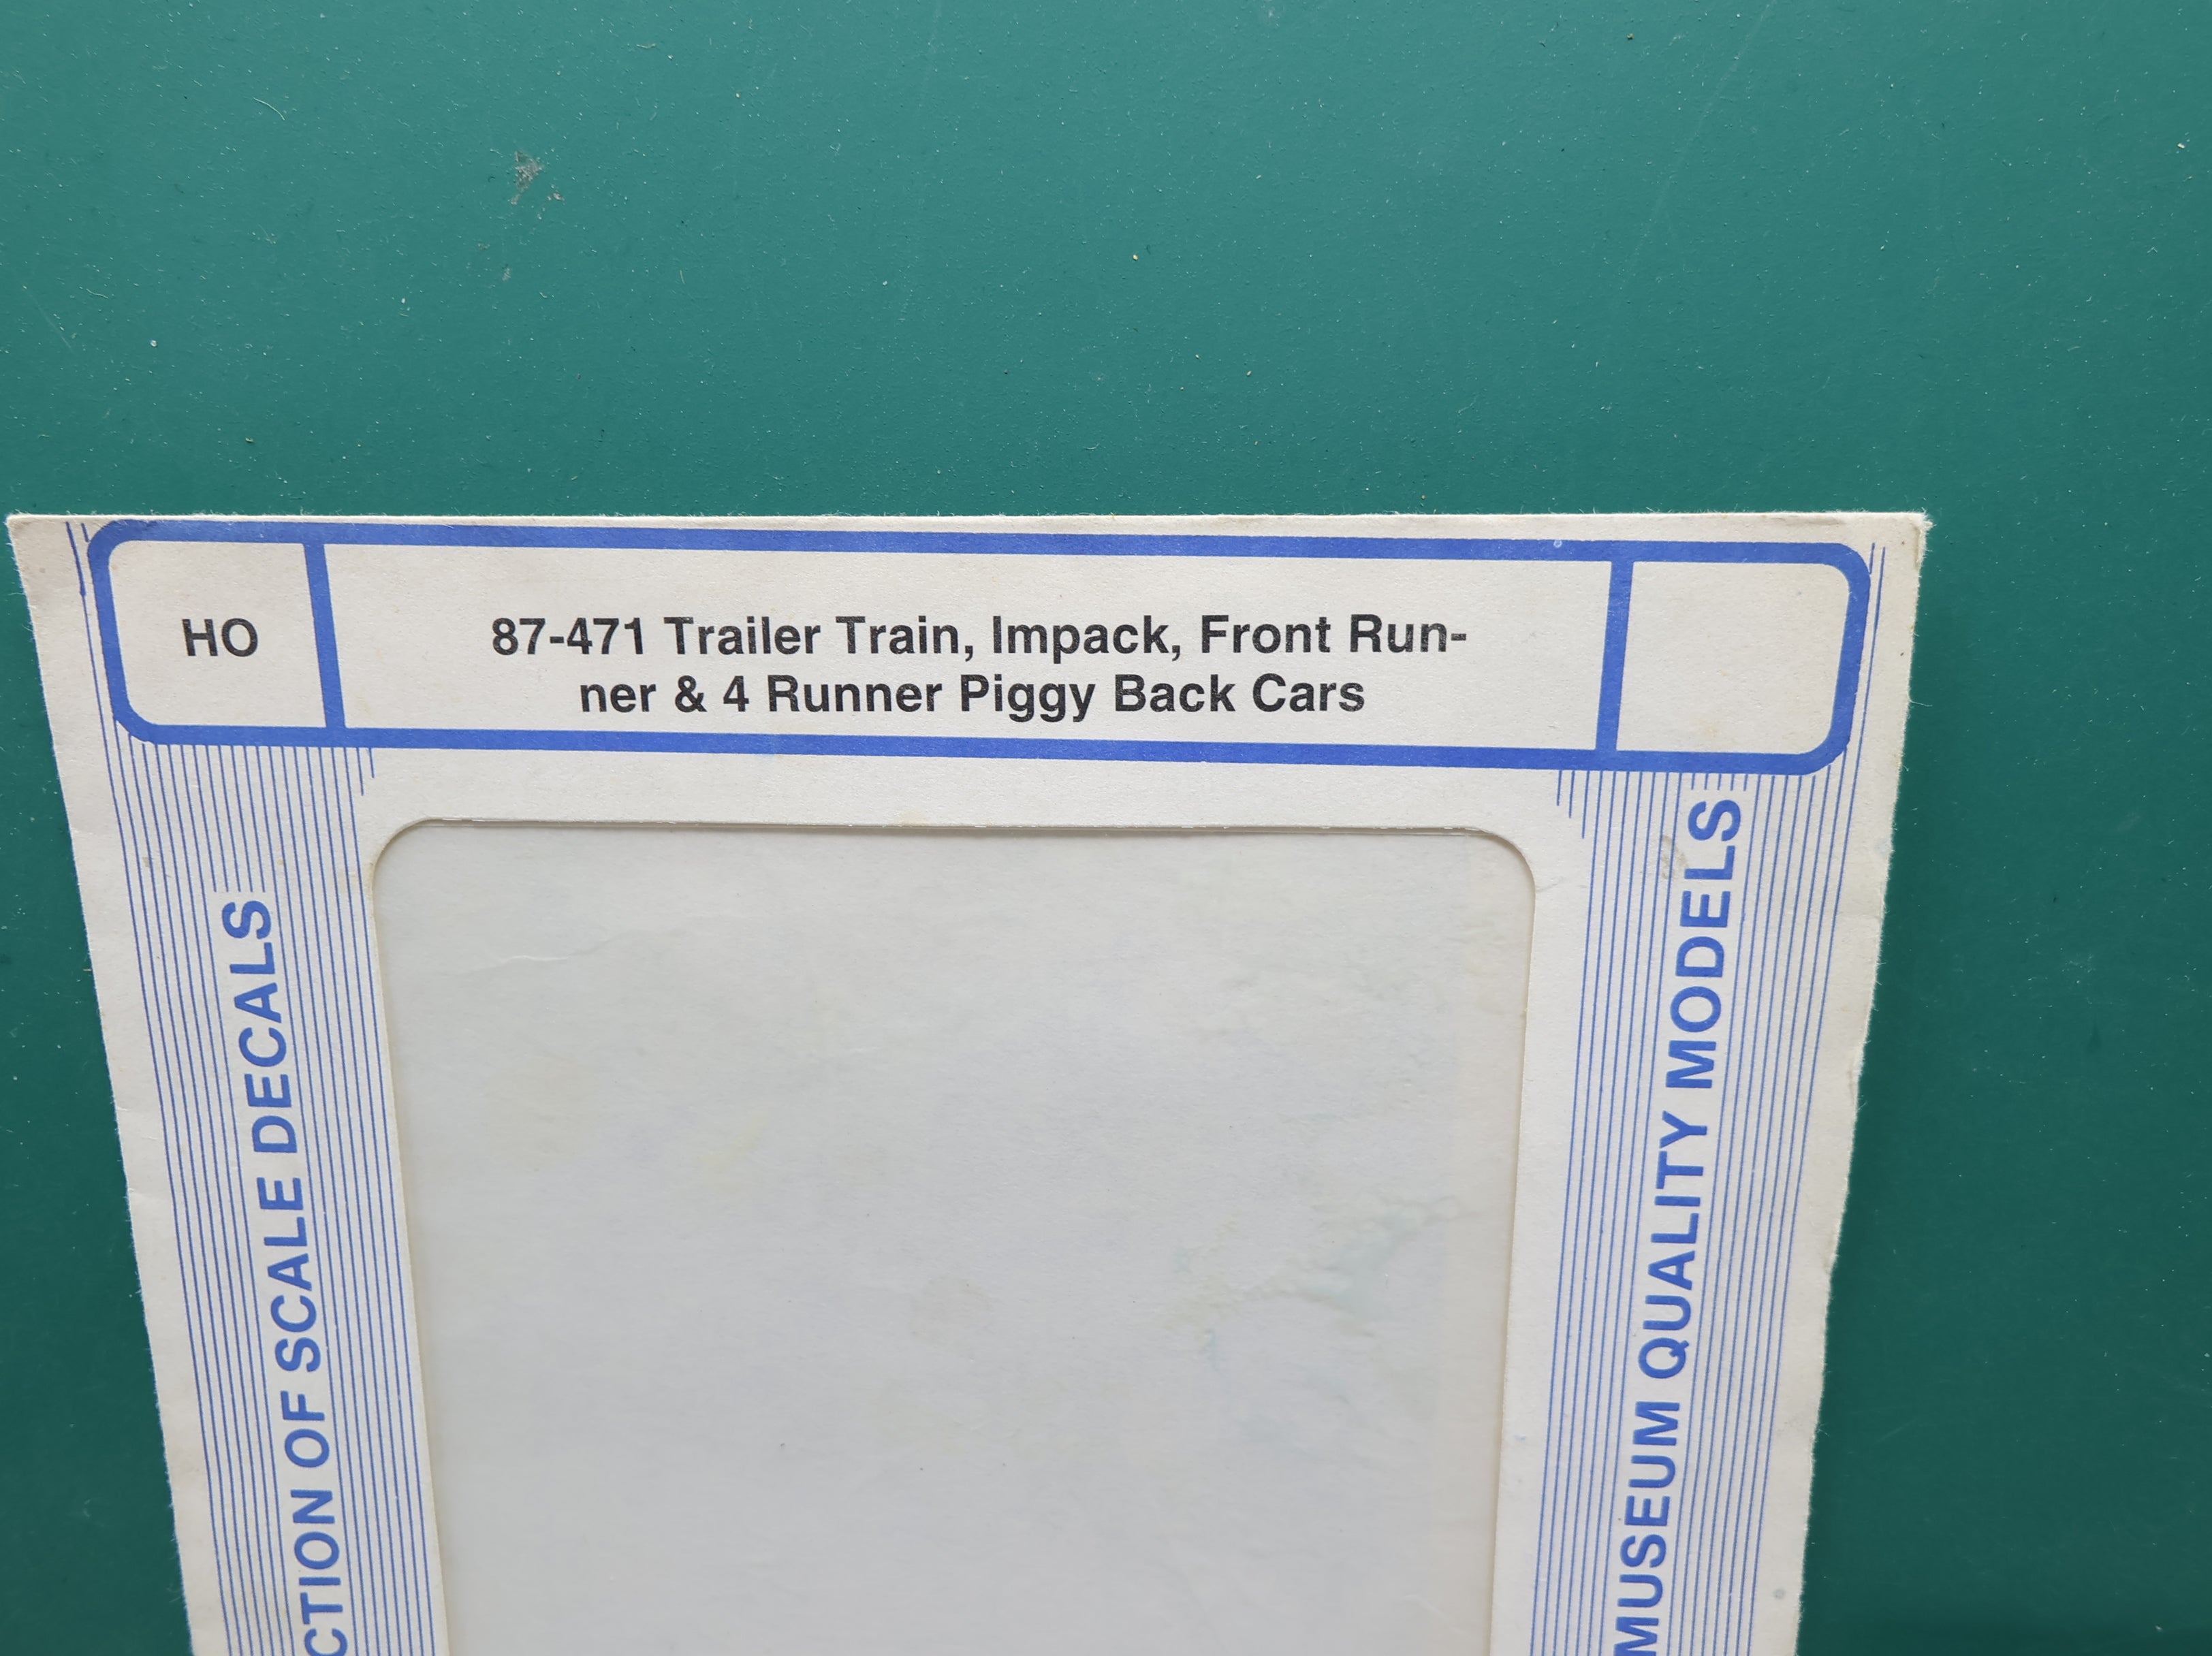 HO
87-471 Trailer Train, Impack, Front Run-
ner & 4 Runner Piggy Back Cars
CTION OF SCALE DECALS
MUSEUM QUALITY MODELS